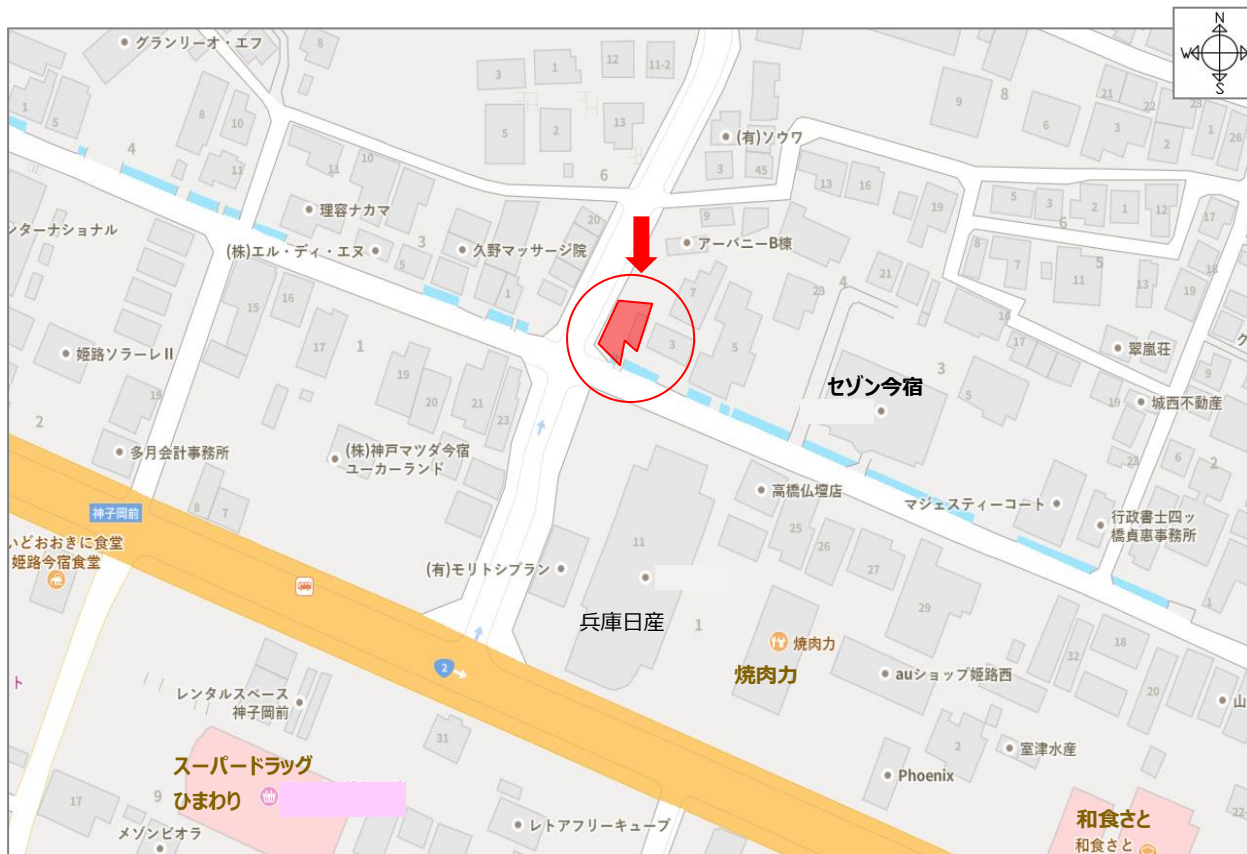 N
W
S
グランリーオ・エフ
8
12
11-2
3
1
1
5
8
10
5
2
13
(有)ソウワ
9
8
21
22
23
6
3
1
26
2
4
11
11
10
6
3
45
理容ナカマ
3
20
13
16
19
5
3
2
1
12
6
17
ンターナショナル
(株)エル・ディ・エヌ
5
久野マッサージ院
9
アーバニーB棟
8
7
5
11
13
18
19
1
15
16
7
23
4
21
16
17
翠嵐荘
ク
姫路ソラーレⅡ
17
1
3
5
3
5
9
セゾン今宿
19
19
20
21
23
19
城西不動産
2
多月会計事務所
(株)神戸マツダ今宿
ユーカーランド
高橋仏壇店
マジェスティーコート
23
6
2
神子岡前
8
7
行政書士四ッ
橋貞惠事務所
いどおおきに食堂
姫路今宿食堂
(有)モリトシプラン
11
25
26
27
29
1
兵庫日産
1
焼肉力
焼肉力
32
18
2
auショップ姫路西
20
山
ト
レンタルスペース
神子岡前
31
2
室津水産
Phoenix
スーパードラッグ
ひまわり
9
17
メゾンビオラ
レトアフリーキューブ
和食さと
和食さと
22